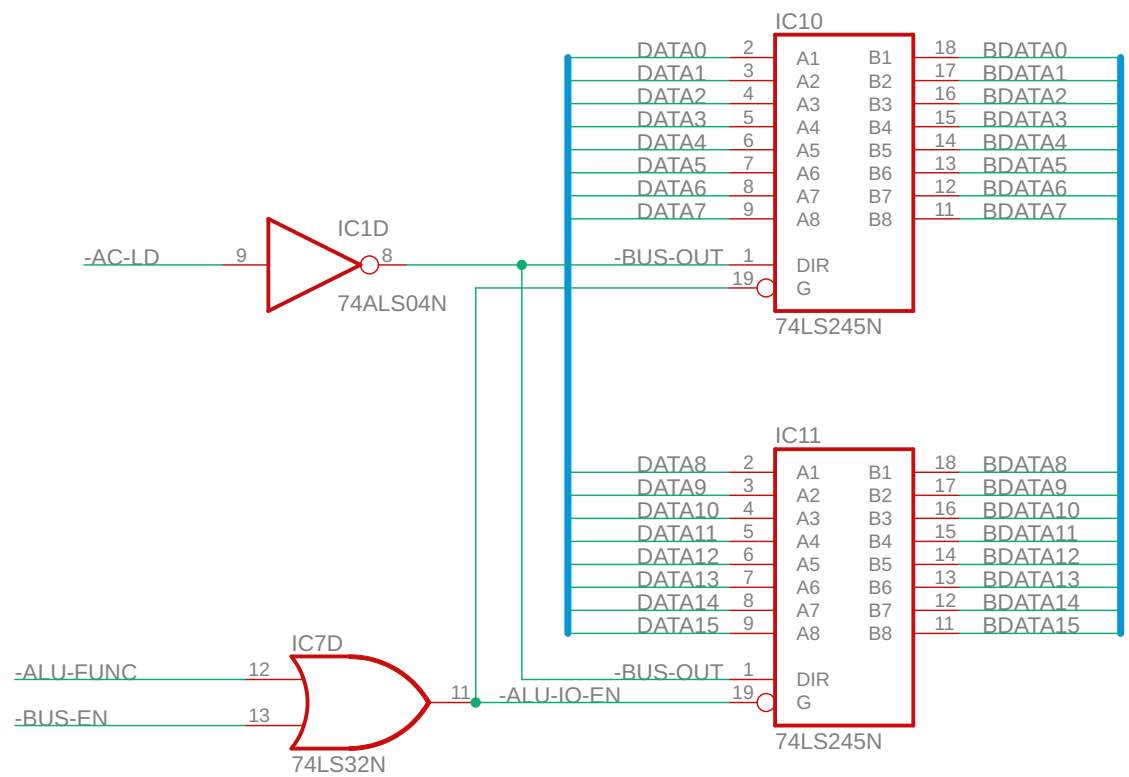 IC10
DATA0 2 A1 B1 18 BDATA0
DATA1 3 A2 B2 17 BDATA1
DATA2 4 A3 B3 16 BDATA2
DATA3 5 A4 B4 15 BDATA3
DATA4 6 A5 B5 14 BDATA4
DATA5 7 A6 B6 13 BDATA5
DATA6 8 A7 B7 12 BDATA6
DATA7 9 A8 B8 11 BDATA7
IC1D
-AC-LD 9 8 -BUS-OUT 1 DIR
19 G
74ALS04N
74LS245N
IC11
DATA8 2 A1 B1 18 BDATA8
DATA9 3 A2 B2 17 BDATA9
DATA10 4 A3 B3 16 BDATA10
DATA11 5 A4 B4 15 BDATA11
DATA12 6 A5 B5 14 BDATA12
DATA13 7 A6 B6 13 BDATA13
DATA14 8 A7 B7 12 BDATA14
DATA15 9 A8 B8 11 BDATA15
IC7D
-ALU-FUNC 12 -BUS-OUT 1 DIR
11 -ALU-IO-EN 19 G
-BUS-EN 13
74LS245N
74LS32N